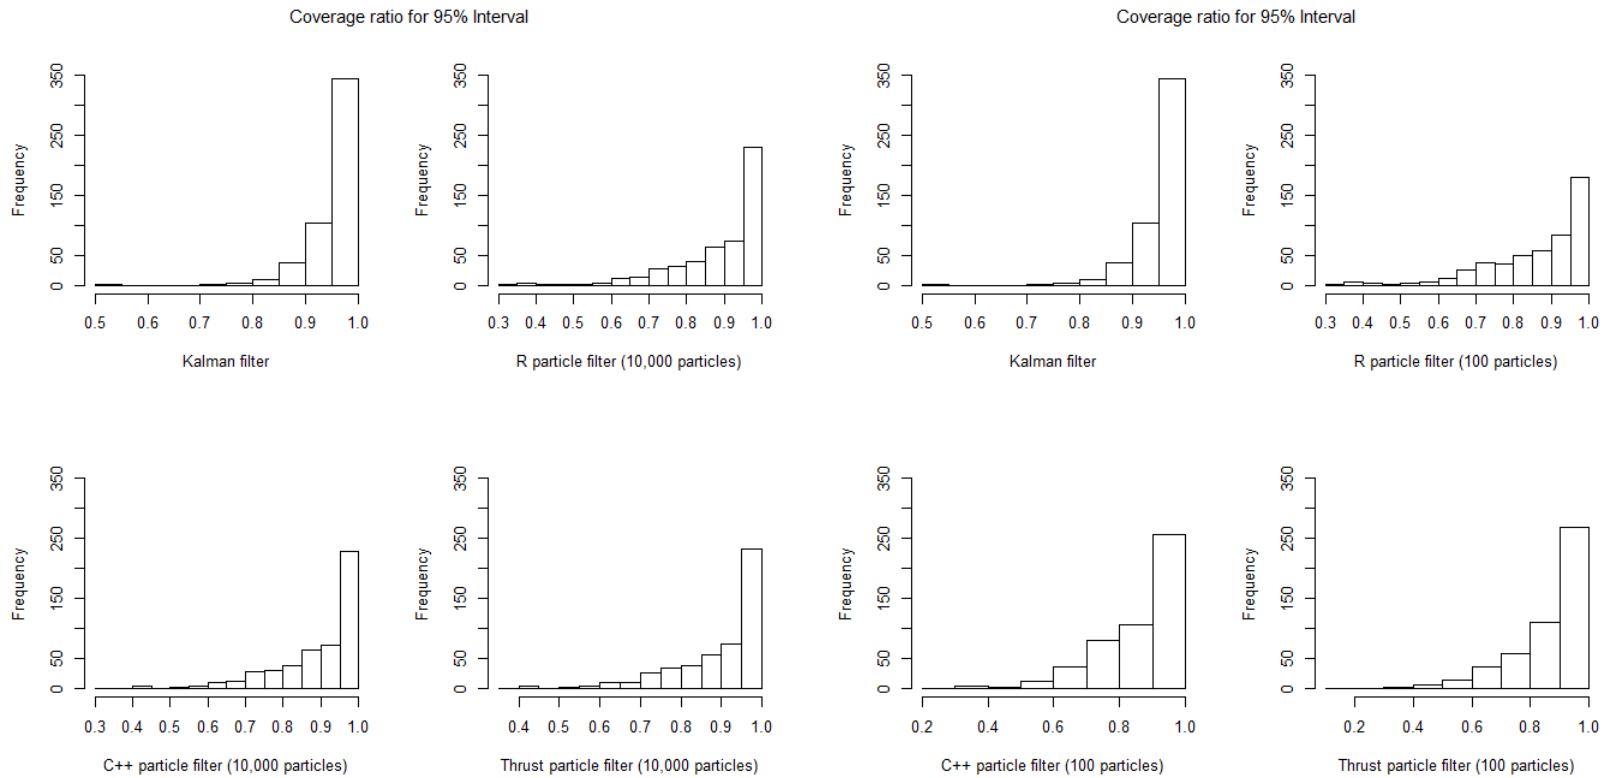 Coverage ratio for 95% Interval
Frequency
0 50 150 250 350
0.5 0.6 0.7 0.8 0.9 1.0
Kalman filter
Frequency
0 50 150 250 350
0.3 0.4 0.5 0.6 0.7 0.8 0.9 1.0
R particle filter (10,000 particles)
Frequency
0 50 150 250 350
0.3 0.4 0.5 0.6 0.7 0.8 0.9 1.0
C++ particle filter (10,000 particles)
Frequency
0 50 150 250 350
0.4 0.5 0.6 0.7 0.8 0.9 1.0
Thrust particle filter (10,000 particles)
Coverage ratio for 95% Interval
Frequency
0 50 150 250 350
0.5 0.6 0.7 0.8 0.9 1.0
Kalman filter
Frequency
0 50 150 250 350
0.3 0.4 0.5 0.6 0.7 0.8 0.9 1.0
R particle filter (100 particles)
Frequency
0 50 150 250 350
0.2 0.4 0.6 0.8 1.0
C++ particle filter (100 particles)
Frequency
0 50 150 250 350
0.2 0.4 0.6 0.8 1.0
Thrust particle filter (100 particles)